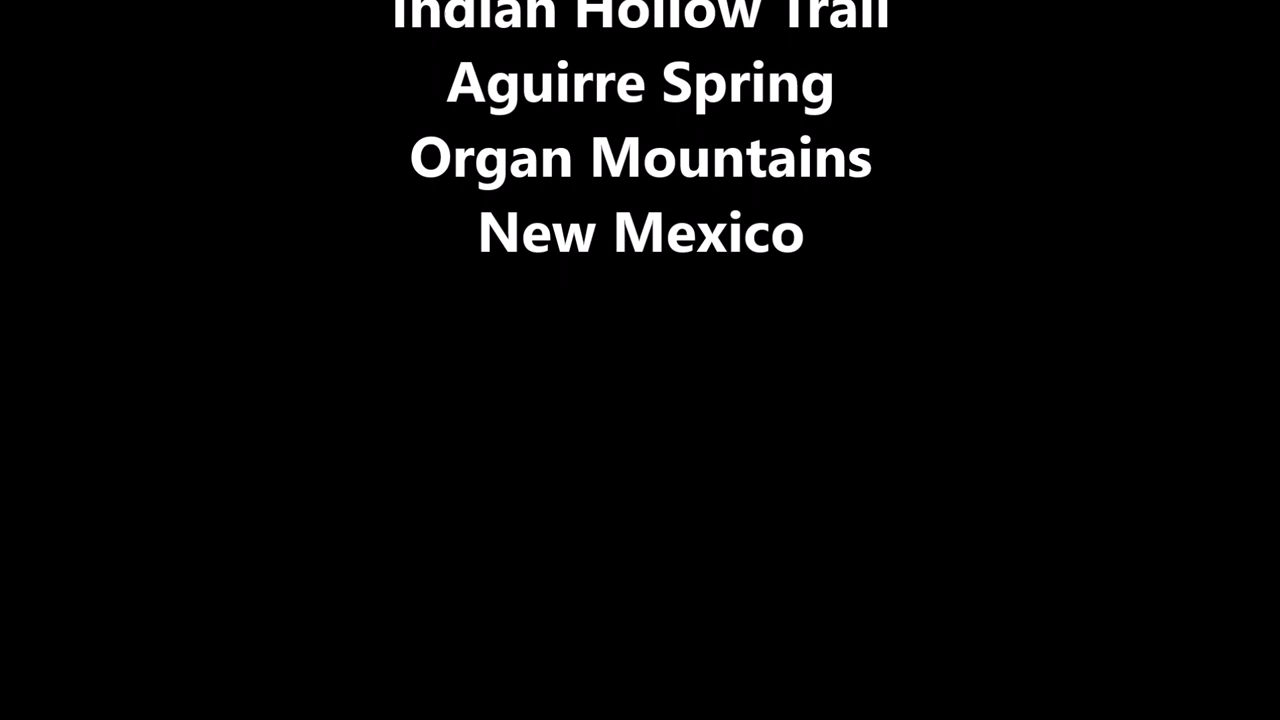 Indian Hollow Trail
Aguirre Spring
Organ Mountains
New Mexico